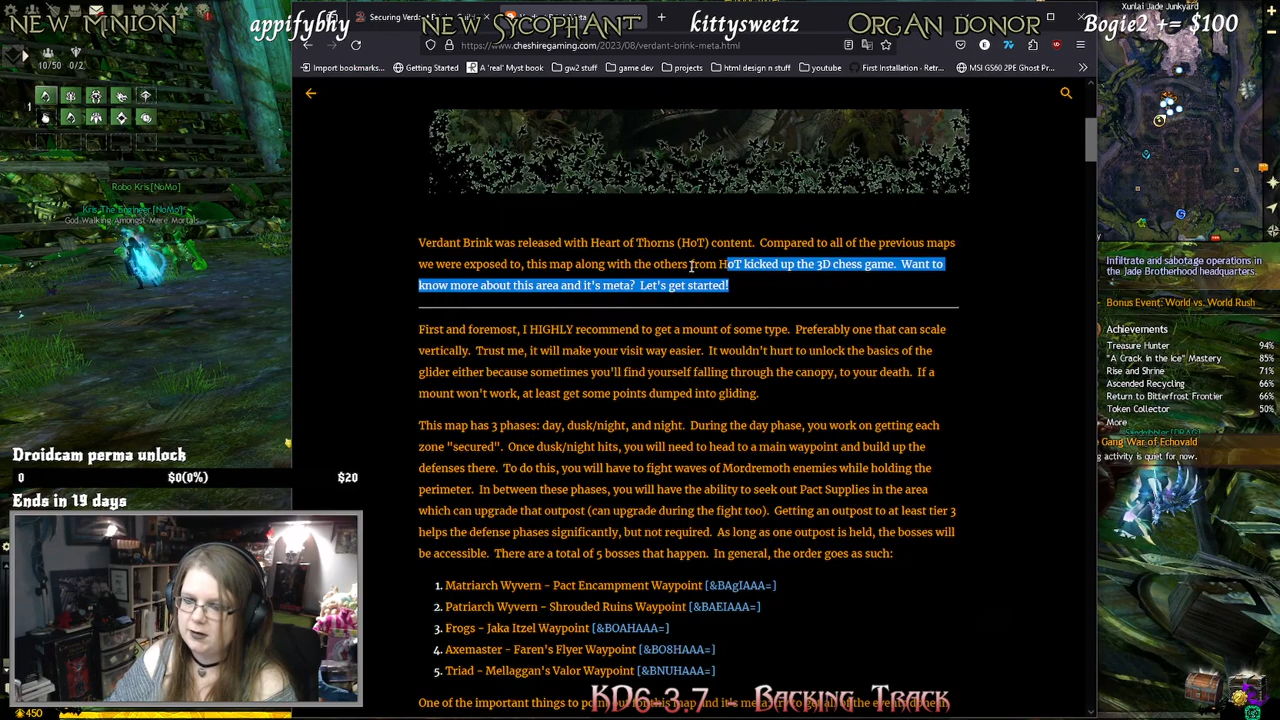 NEW MINION
appifybhy
NEW SYCOPHANT
kittysweetz
ORGAN DONOR
Bogie2 += $100
Xunlai Jade Junkyard
10/50 0/2
https://www.cheshiregaming.com/2023/08/verdant-brink-meta.html
Import bookmarks... Getting Started A 'real' Myst book gw2 stuff game dev projects html design n stuff youtube First Installation - Retr... MSI GS60 2PE Ghost Pr...
1
Robo Kris [NoMo]
Kris The Engineer [NoMo]
God Walking Amongst Mere Mortals
Verdant Brink was released with Heart of Thorns (HoT) content. Compared to all of the previous maps
we were exposed to, this map along with the others from HoT kicked up the 3D chess game. Want to
know more about this area and it's meta? Let's get started!
First and foremost, I HIGHLY recommend to get a mount of some type. Preferably one that can scale
vertically. Trust me, it will make your visit way easier. It wouldn't hurt to unlock the basics of the
glider either because sometimes you'll find yourself falling through the canopy, to your death. If a
mount won't work, at least get some points dumped into gliding.
This map has 3 phases: day, dusk/night, and night. During the day phase, you work on getting each
zone "secured". Once dusk/night hits, you will need to head to a main waypoint and build up the
defenses there. To do this, you will have to fight waves of Mordremoth enemies while holding the
perimeter. In between these phases, you will have the ability to seek out Pact Supplies in the area
which can upgrade that outpost (can upgrade during the fight too). Getting an outpost to at least tier 3
helps the defense phases significantly, but not required. As long as one outpost is held, the bosses will
be accessible. There are a total of 5 bosses that happen. In general, the order goes as such:
1. Matriarch Wyvern - Pact Encampment Waypoint [&BAgIAAA=]
2. Patriarch Wyvern - Shrouded Ruins Waypoint [&BAEIAAA=]
3. Frogs - Jaka Itzel Waypoint [&BOAHAAA=]
4. Axemaster - Faren's Flyer Waypoint [&BO8HAAA=]
5. Triad - Mellaggan's Valor Waypoint [&BNUHAAA=]
One of the important things to
KD6-3.7 - Backing Track
Infiltrate and sabotage operations in
the Jade Brotherhood headquarters.
Bonus Event: World vs. World Rush
Achievements
Treasure Hunter 94%
"A Crack in the Ice" Mastery 85%
Rise and Shrine 71%
Ascended Recycling 66%
Return to Bitterfrost Frontier 66%
Token Collector 50%
More
Gang War of Echovald
activity is quiet for now.
Droidcam perma unlock
0 $0(0%) $20
Ends in 19 days
450